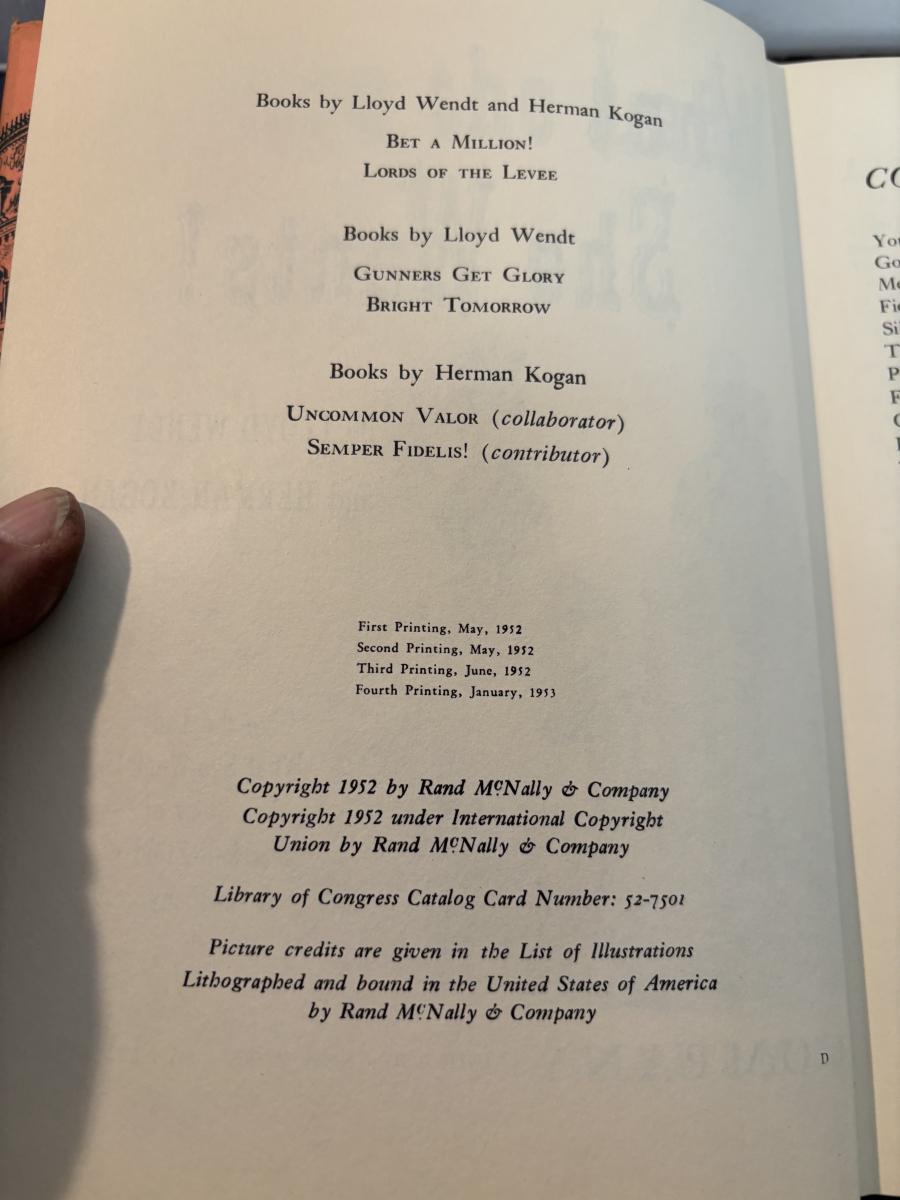 Books by Lloyd Wendt and Herman Kogan
BET A MILLION!
LORDS OF THE LEVEE
Books by Lloyd Wendt
GUNNERS GET GLORY
BRIGHT TOMORROW
Books by Herman Kogan
UNCOMMON VALOR (collaborator)
SEMPER FIDELIS! (contributor)
First Printing, May, 1952
Second Printing, May, 1952
Third Printing, June, 1952
Fourth Printing, January, 1953
Copyright 1952 by Rand McNally & Company
Copyright 1952 under International Copyright
Union by Rand McNally & Company
Library of Congress Catalog Card Number: 52-7501
Picture credits are given in the List of Illustrations
Lithographed and bound in the United States of America
by Rand McNally & Company
D